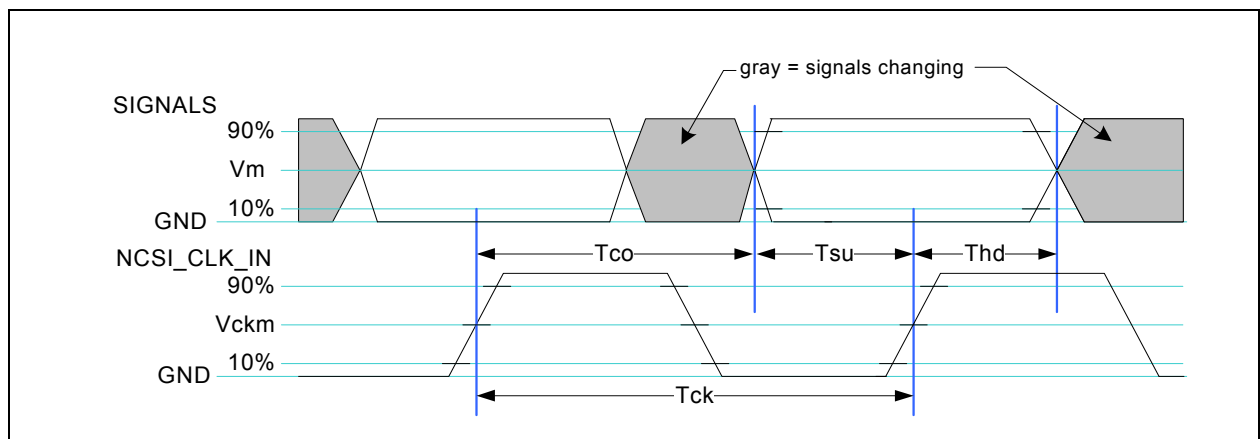 gray = signals changing
SIGNALS
90%
Vm
10%
GND
Tco
Tsu
Thd
NCSI_CLK_IN
90%
Vckm
10%
GND
Tck